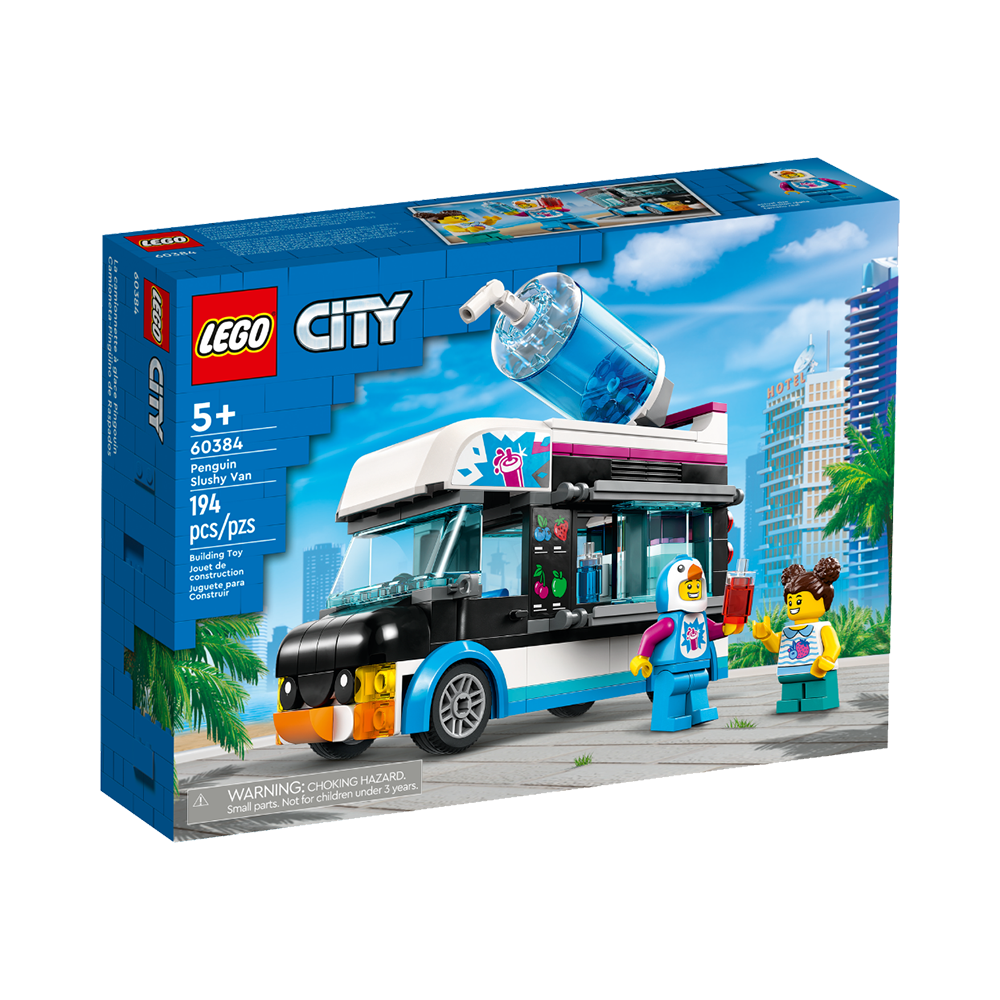 LEGO
60384
LEGO
CITY
60384
La camionnette à glace Pingouin
Camioneta-Pingüino de Raspados
LEGO
CITY
5+
60384
Penguin
Slushy Van
194
pcs/pzs
Building Toy
Jouet de
construction
Juguete para
Construir
HOTEL
WARNING: CHOKING HAZARD.
Small parts. Not for children under 3 years.